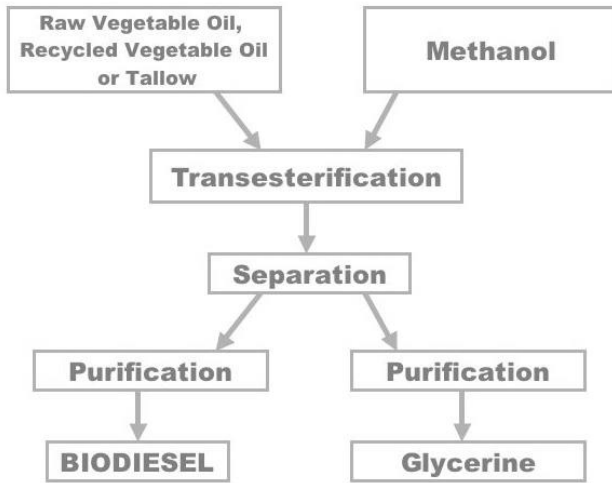 Raw Vegetable Oil,
Recycled Vegetable Oil
or Tallow
Methanol
Transesterification
Separation
Purification
Purification
BIODIESEL
Glycerine